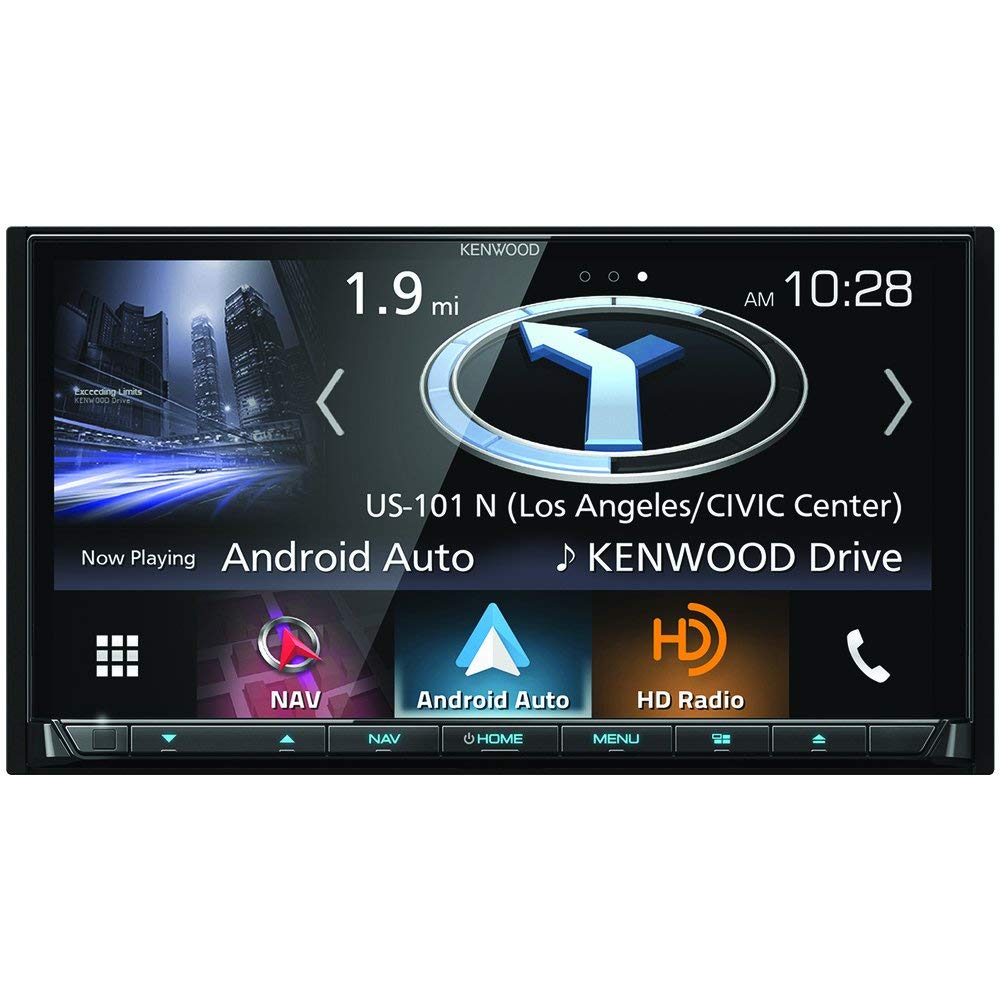 KENWOOD
1.9 mi
AM 10:28
Exceeding Limits
KENWOOD Drive
US-101 N (Los Angeles/CIVIC Center)
Now Playing Android Auto ♪ KENWOOD Drive
NAV
Android Auto
HD
HD Radio
NAV
HOME
MENU